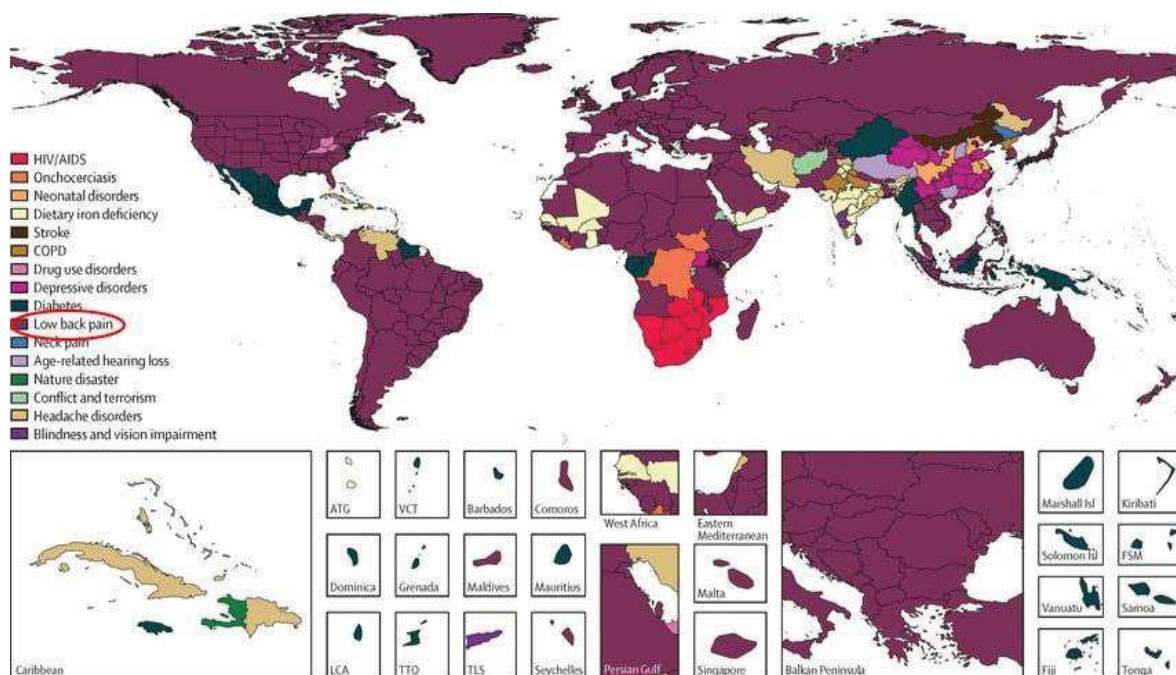 HIV/AIDS
Onchocerciasis
Neonatal disorders
Dietary iron deficiency
Stroke
COPD
Drug use disorders
Depressive disorders
Diabetes
Low back pain
Neck pain
Age-related hearing loss
Nature disaster
Conflict and terrorism
Headache disorders
Blindness and vision impairment
Caribbean
ATG
VCT
Barbados
Comoros
Dominica
Grenada
Maldives
Mauritius
LCA
TTO
TLS
Seychelles
West Africa
Eastern
Mediterranean
Persian Gulf
Malta
Singapore
Balkan Peninsula
Marshall Isl
Kiribati
Solomon Isl
FSM
Vanuatu
Samoa
Fiji
Tonga